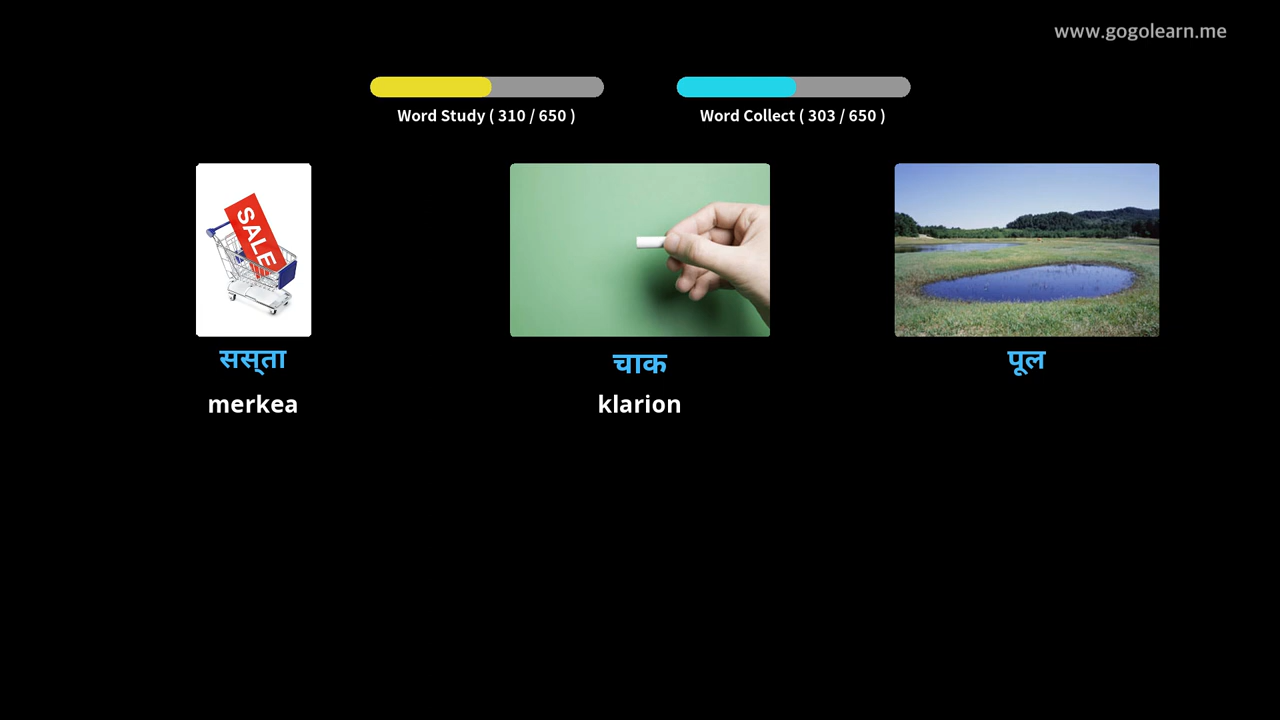 www.gogolearn.me
Word Study ( 310 / 650 )
Word Collect ( 303 / 650 )
SALE
सस्‌ता
चाक
पूल
merkea
klarion